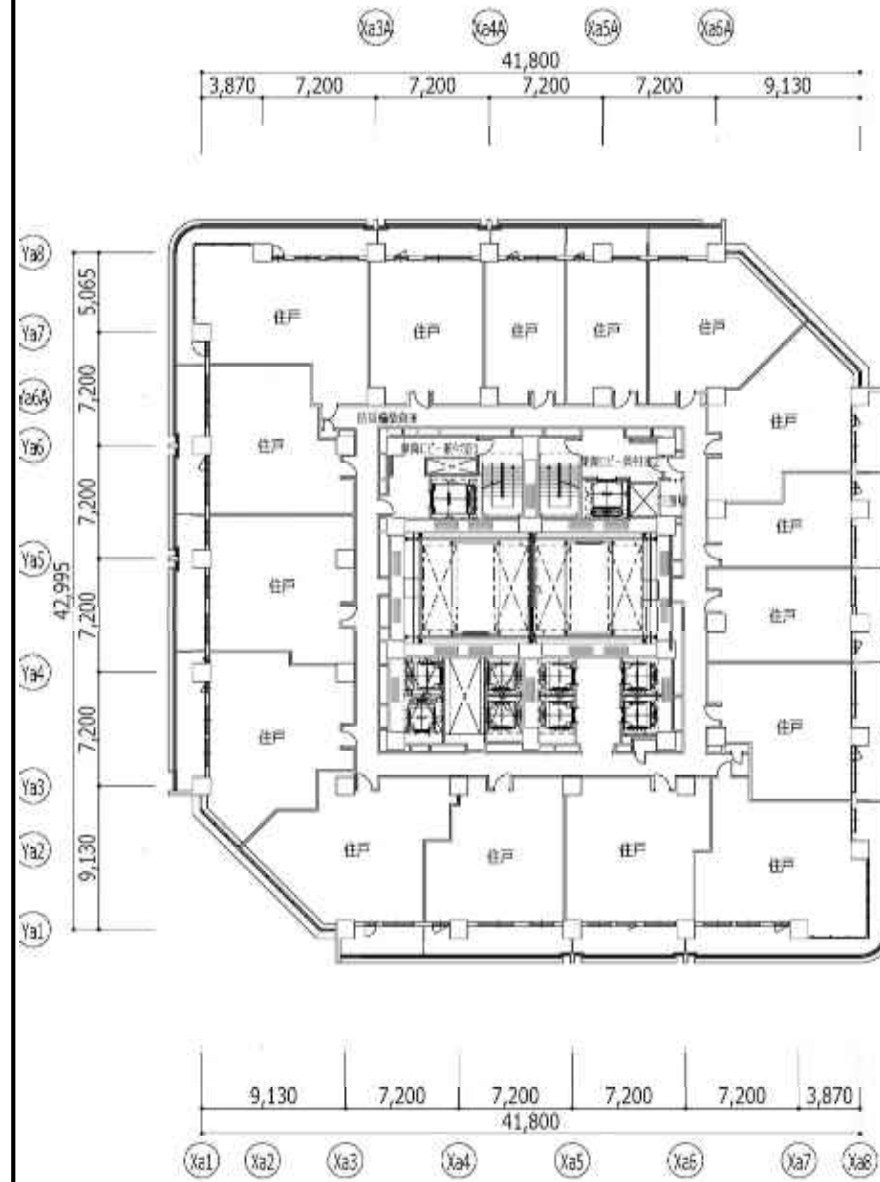 Xa3A Xa4A Xa5A Xa6A
41,800
3,870 7,200 7,200 7,200 7,200 9,130
Ya8
5,065
住戸 住戸 住戸 住戸 住戸
Ya7
7,200
Ya6A
住戸
Ya6
住戸
7,200
住戸
Ya5
42,995
住戸
住戸
7,200
Ya4
住戸
住戸
7,200
Ya3
9,130
Ya2
住戸 住戸 住戸 住戸
Ya1
9,130 7,200 7,200 7,200 7,200 3,870
41,800
Xa1 Xa2 Xa3 Xa4 Xa5 Xa6 Xa7 Xa8